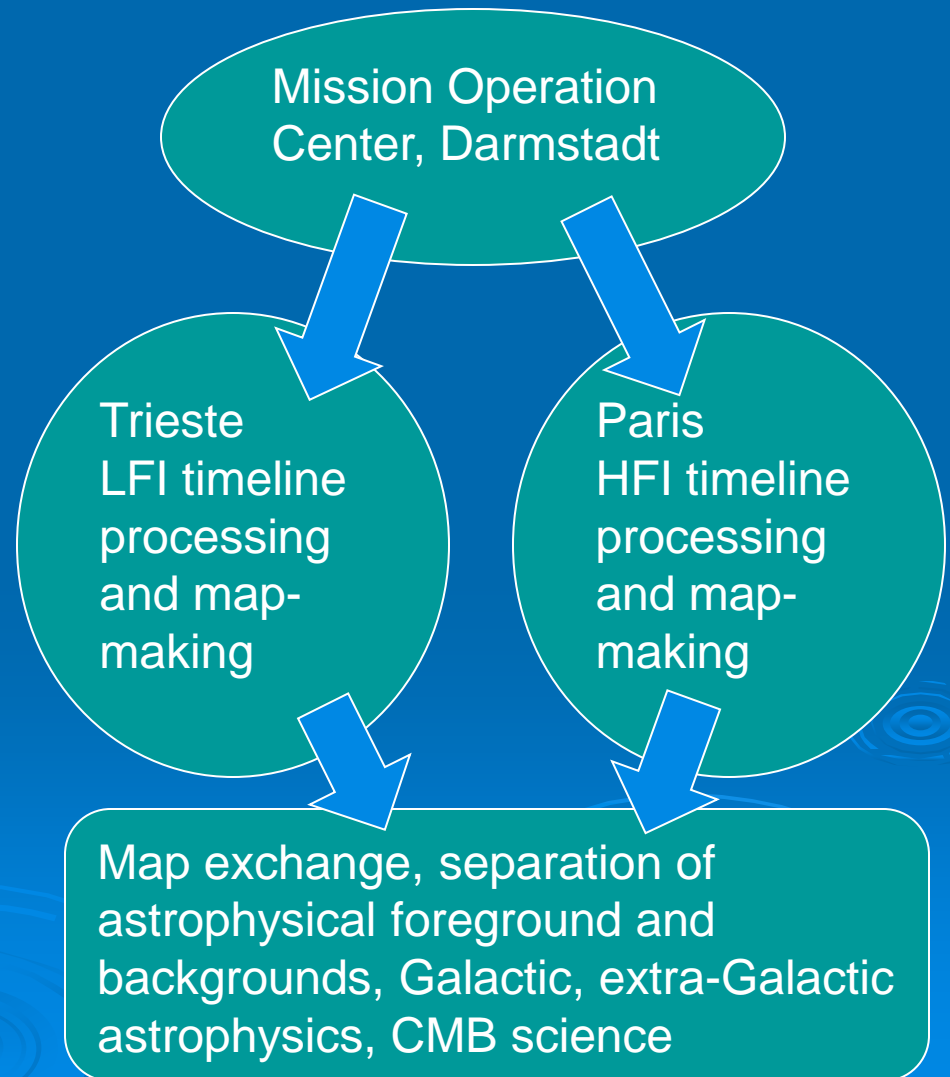 Mission Operation
Center, Darmstadt
Trieste
LFI timeline
processing
and map-
making
Paris
HFI timeline
processing
and map-
making
Map exchange, separation of
astrophysical foreground and
backgrounds, Galactic, extra-Galactic
astrophysics, CMB science